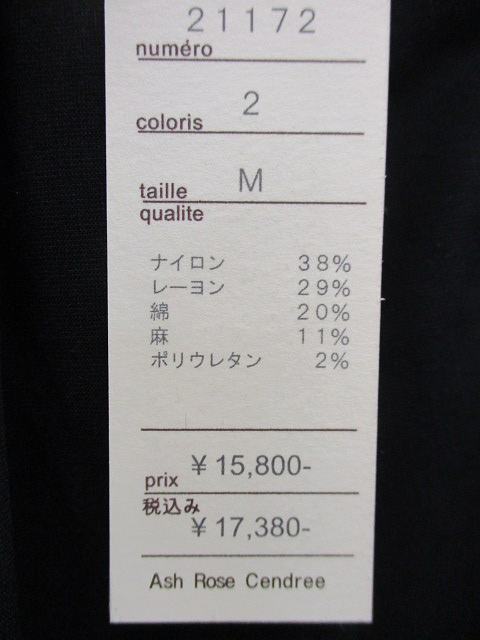 21172
numéro
2
coloris
M
taille
qualite
ナイロン 38%
レーヨン 29%
綿 20%
麻 11%
ポリウレタン 2%
¥15,800-
prix
税込み
¥17,380-
Ash Rose Cendree